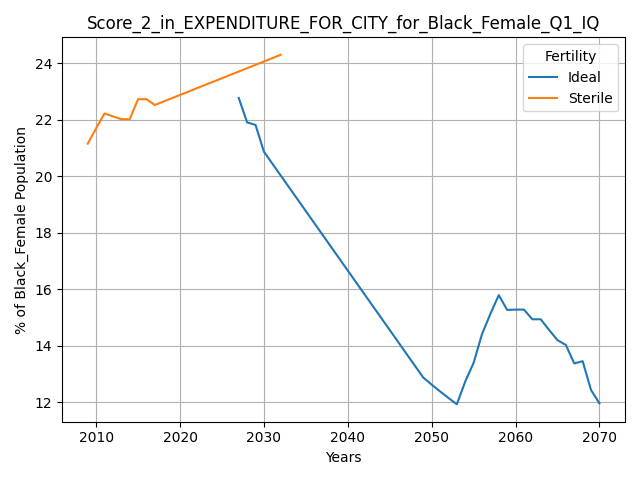 Score_2_in_EXPENDITURE_FOR_CITY_for_Black_Female_Q1_IQ
Fertility
Ideal
Sterile
% of Black_Female Population
24
22
20
18
16
14
12
2010 2020 2030 2040 2050 2060 2070
Years